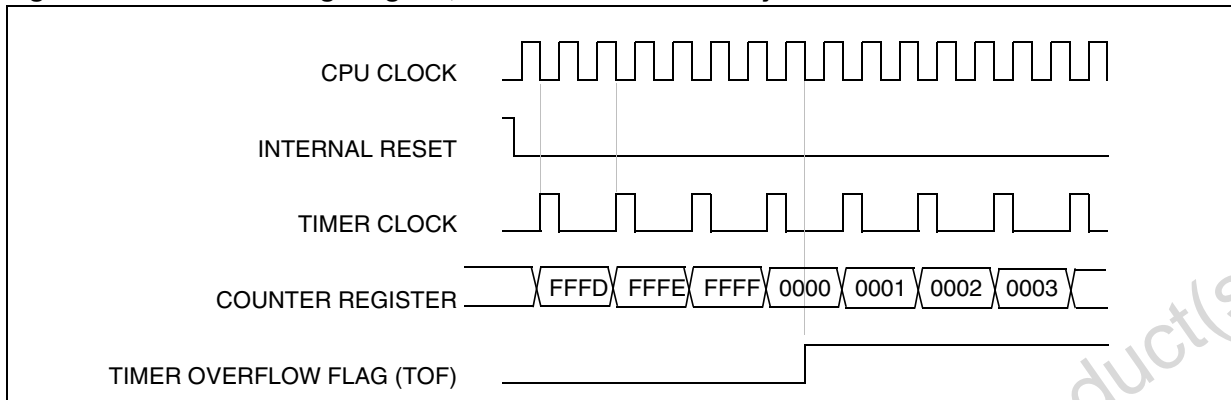 CPU CLOCK
INTERNAL RESET
TIMER CLOCK
COUNTER REGISTER
FFFD FFFE FFFF 0000 0001 0002 0003
TIMER OVERFLOW FLAG (TOF)